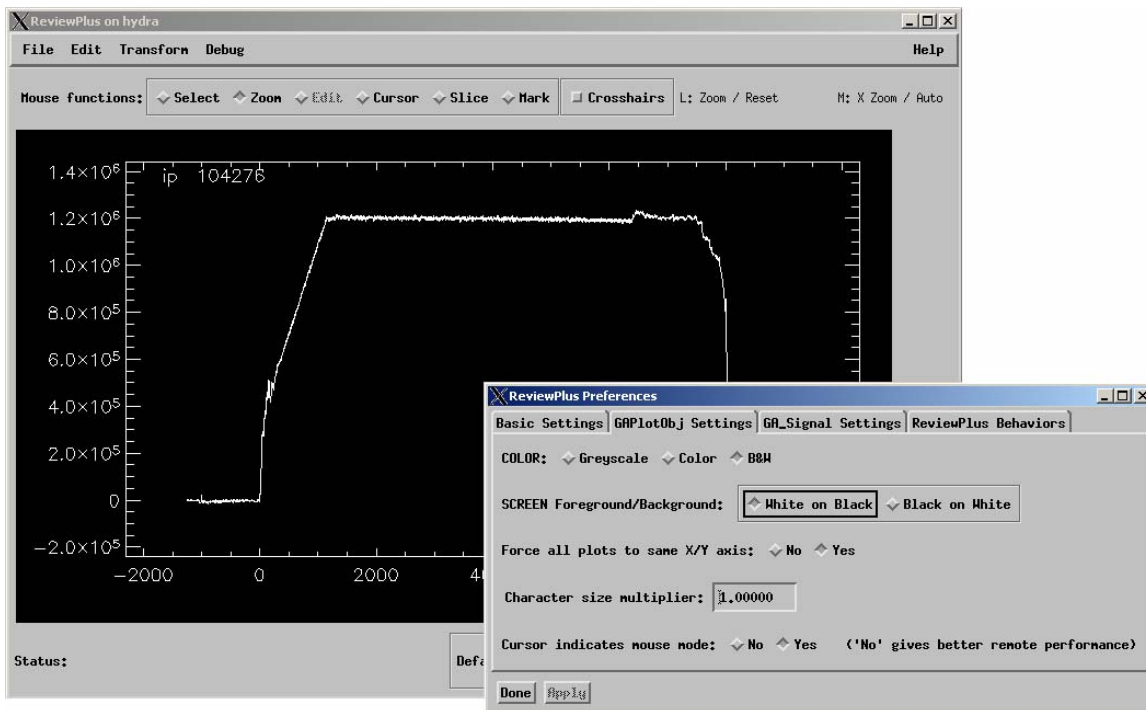 ReviewPlus on hydra
File Edit Transform Debug Help
Mouse functions: Select Zoom Edit Cursor Slice Mark Crosshairs L: Zoom / Reset M: X Zoom / Auto
ip 104276
1.4×10⁶
1.2×10⁶
1.0×10⁶
8.0×10⁵
6.0×10⁵
4.0×10⁵
2.0×10⁵
0
−2.0×10⁵
−2000 0 2000 4
Status: Defa
ReviewPlus Preferences
Basic Settings GAPlotObj Settings GA_Signal Settings ReviewPlus Behaviors
COLOR: Greyscale Color B&W
SCREEN Foreground/Background: White on Black Black on White
Force all plots to same X/Y axis: No Yes
Character size multiplier: 1.00000
Cursor indicates mouse mode: No Yes ('No' gives better remote performance)
Done Apply